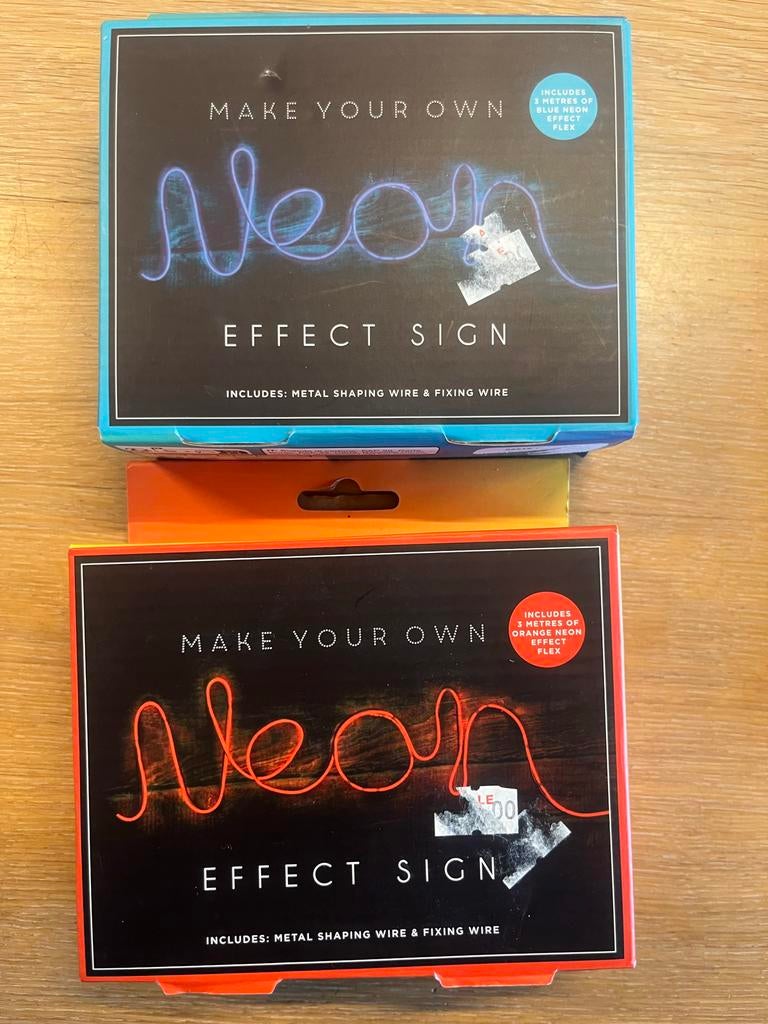 MAKE YOUR OWN
INCLUDES
3 METRES OF
BLUE NEON
EFFECT
FLEX
Neon
EFFECT SIGN
INCLUDES: METAL SHAPING WIRE & FIXING WIRE
MAKE YOUR OWN
INCLUDES
3 METRES OF
ORANGE NEON
EFFECT
FLEX
Neon
LE
00
EFFECT SIGN
INCLUDES: METAL SHAPING WIRE & FIXING WIRE